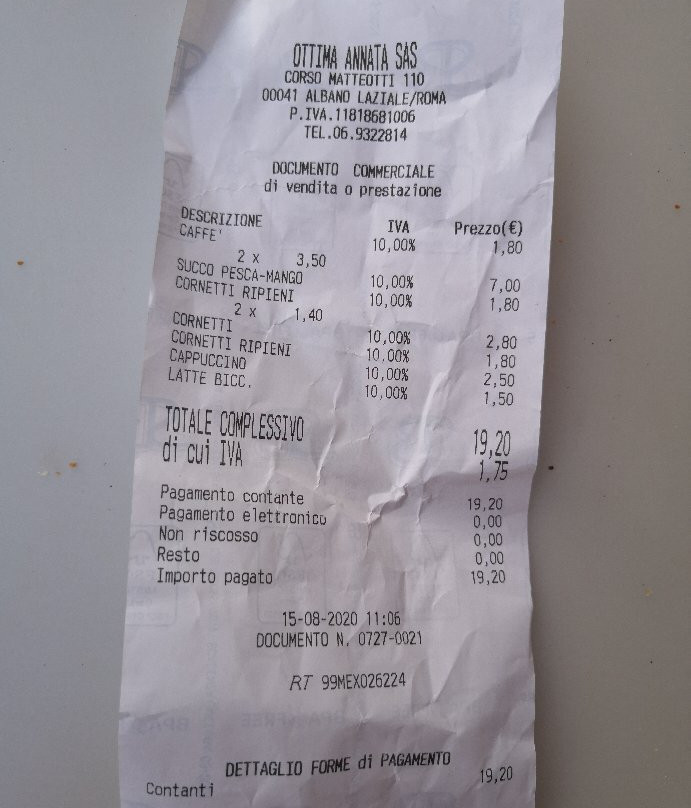 OTTIMA ANNATA SAS
CORSO MATTEOTTI 110
00041 ALBANO LAZIALE/ROMA
P.IVA.11818681006
TEL.06.9322814
DOCUMENTO COMMERCIALE
di vendita o prestazione
DESCRIZIONE IVA Prezzo(€)
CAFFE' 10,00% 1,80
2 x 3,50
SUCCO PESCA-MANGO 10,00% 7,00
CORNETTI RIPIENI 10,00% 1,80
2 x 1,40
CORNETTI 10,00% 2,80
CORNETTI RIPIENI 10,00% 1,80
CAPPUCCINO 10,00% 2,50
LATTE BICC. 10,00% 1,50
TOTALE COMPLESSIVO 19,20
di cui IVA 1,75
Pagamento contante 19,20
Pagamento elettronico 0,00
Non riscosso 0,00
Resto 0,00
Importo pagato 19,20
15-08-2020 11:06
DOCUMENTO N. 0727-0021
RT 99MEX026224
DETTAGLIO FORME di PAGAMENTO
Contanti 19,20